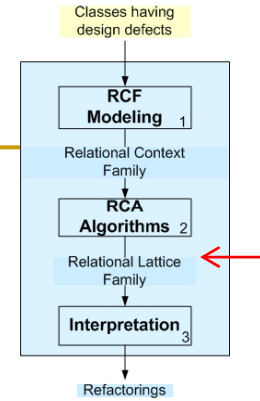 Classes having
design defects
RCF
Modeling 1
Relational Context
Family
RCA
Algorithms 2
Relational Lattice
Family
Interpretation 3
Refactorings